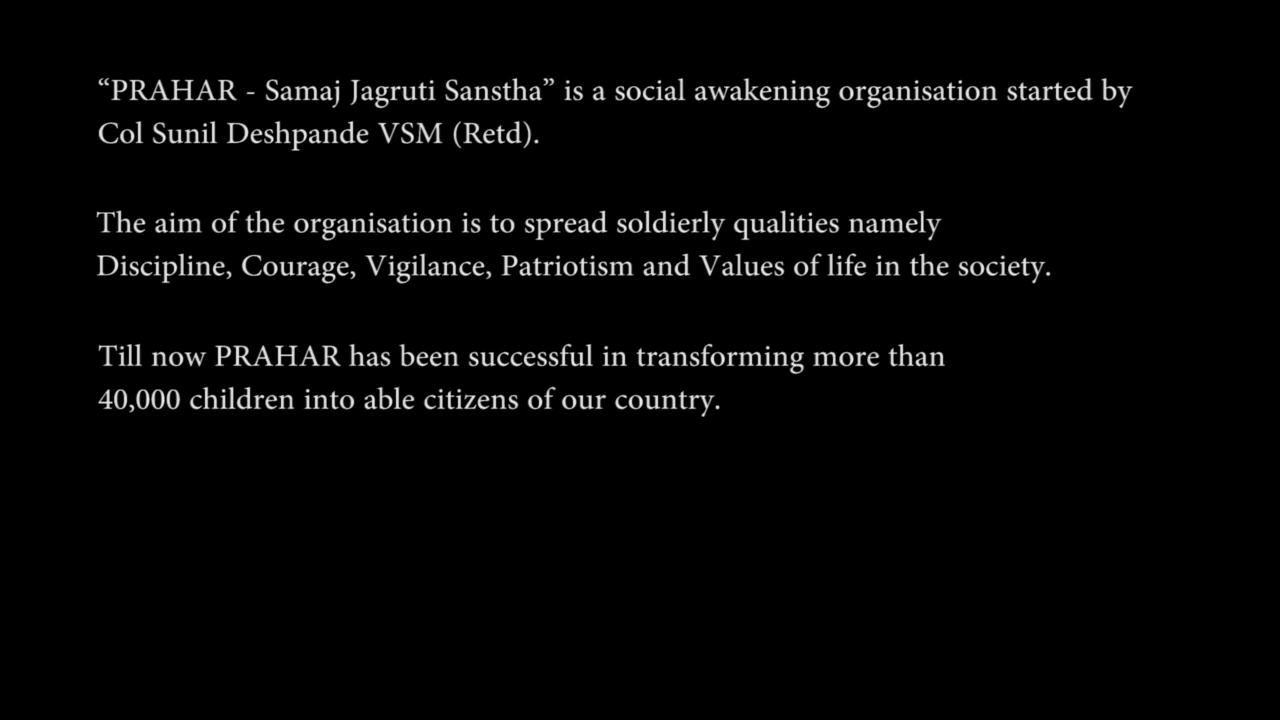 “PRAHAR - Samaj Jagruti Sanstha” is a social awakening organisation started by
Col Sunil Deshpande VSM (Retd).
The aim of the organisation is to spread soldierly qualities namely
Discipline, Courage, Vigilance, Patriotism and Values of life in the society.
Till now PRAHAR has been successful in transforming more than
40,000 children into able citizens of our country.